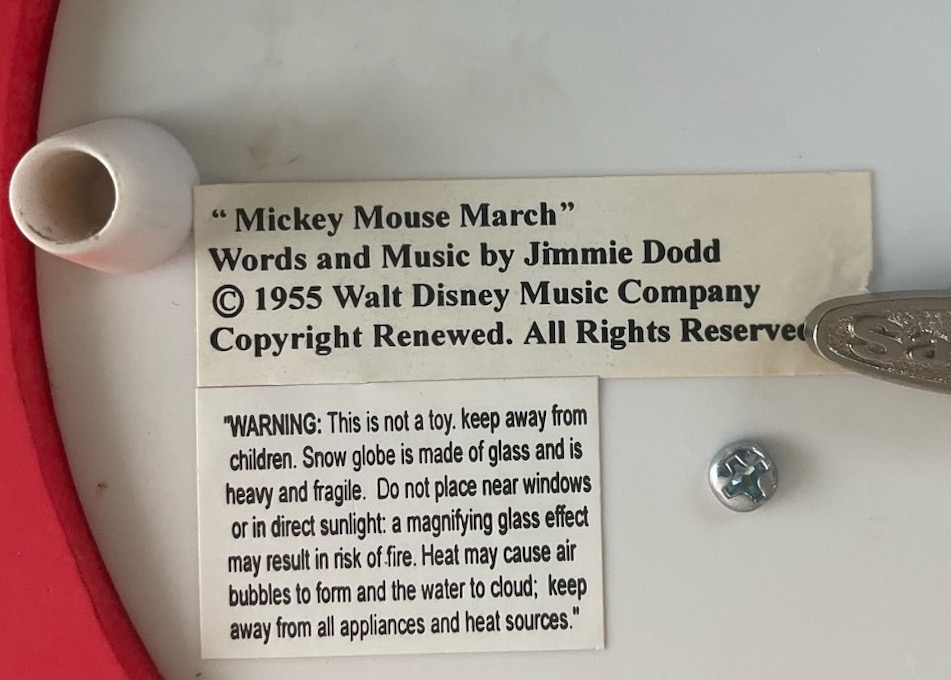 “ Mickey Mouse March”
Words and Music by Jimmie Dodd
© 1955 Walt Disney Music Company
Copyright Renewed. All Rights Reserved
"WARNING: This is not a toy. keep away from
children. Snow globe is made of glass and is
heavy and fragile. Do not place near windows
or in direct sunlight: a magnifying glass effect
may result in risk of fire. Heat may cause air
bubbles to form and the water to cloud; keep
away from all appliances and heat sources."